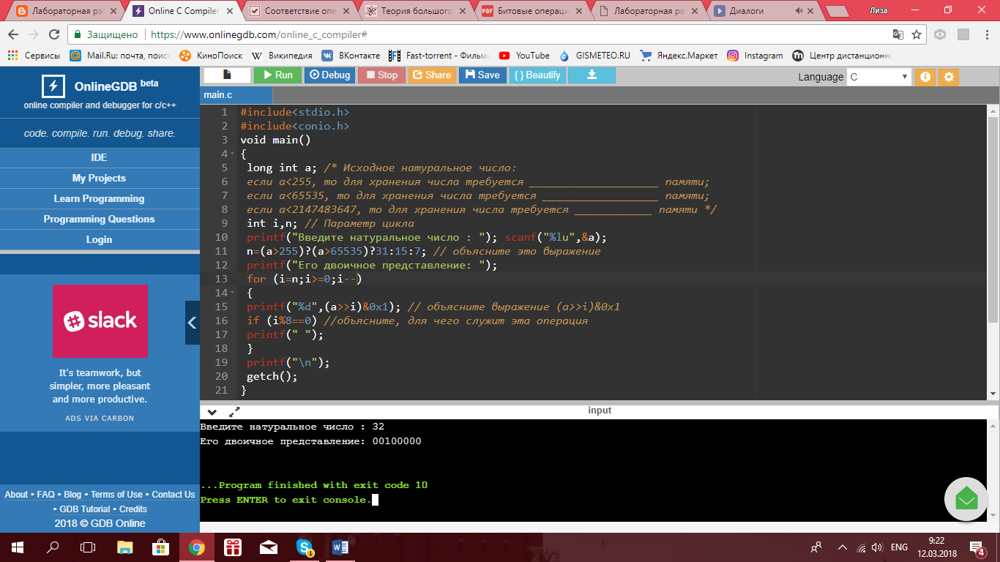 Лабораторная ра
Online C Compiler
Соответствие опе
Теория большого
Битовые операци
Лабораторная ра
Диалоги
Лиза
Защищено
https://www.onlinegdb.com/online_c_compiler#
Сервисы
Mail.Ru: почта, поис
КиноПоиск
Википедия
ВКонтакте
Fast-torrent - Филь
YouTube
GISMETEO.RU
Яндекс.Маркет
Instagram
Центр дистанционн
OnlineGDB beta
online compiler and debugger for c/c++
code. compile. run. debug. share.
IDE
My Projects
Learn Programming
Programming Questions
Login
slack
It's teamwork, but
simpler, more pleasant
and more productive.
ADS VIA CARBON
About • FAQ • Blog • Terms of Use • Contact Us
• GDB Tutorial • Credits
2018 © GDB Online
Run Debug Stop Share Save { } Beautify
Language C
main.c
1 #include<stdio.h>
2 #include<conio.h>
3 void main()
4 {
5 long int a; /* Исходное натуральное число:
6 если a<255, то для хранения числа требуется ____________________ памяти;
7 если a<65535, то для хранения числа требуется __________________ памяти;
8 если a<2147483647, то для хранения числа требуется ____________ памяти */
9 int i,n; // Параметр цикла
10 printf("Введите натуральное число : "); scanf("%lu",&a);
11 n=(a>255)?(a>65535)?31:15:7; // объясните это выражение
12 printf("Его двоичное представление: ");
13 for (i=n;i>=0;i--)
14 {
15 printf("%d",(a>>i)&0x1); // объясните выражение (a>>i)&0x1
16 if (i%8==0) //объясните, для чего служит эта операция
17 printf(" ");
18 }
19 printf("\n");
20 getch();
21 }
input
Введите натуральное число : 32
Его двоичное представление: 00100000
...Program finished with exit code 10
Press ENTER to exit console.
ENG
9:22
12.03.2018